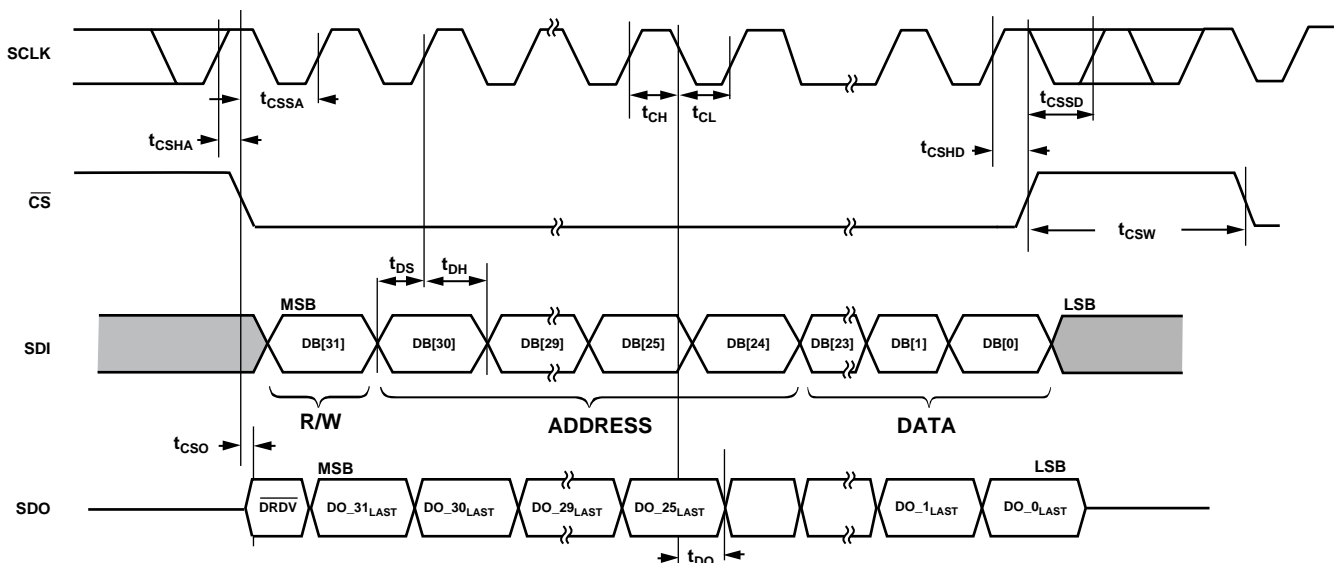 SCLK
tCSSA
tCH
tCL
tCSSD
tCSHA
tCSHD
CS
tCSW
tDS
tDH
MSB
LSB
SDI
DB[31]
DB[30]
DB[29]
DB[25]
DB[24]
DB[23]
DB[1]
DB[0]
R/W
ADDRESS
DATA
tCSO
MSB
LSB
SDO
DRDV
DO_31LAST
DO_30LAST
DO_29LAST
DO_25LAST
DO_1LAST
DO_0LAST
tDO